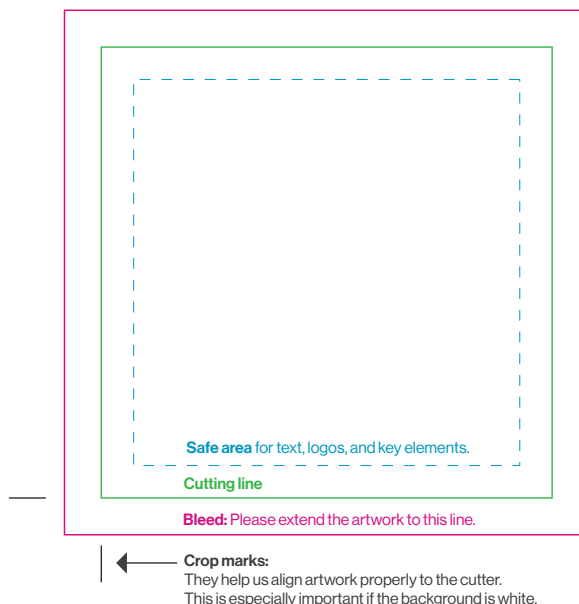 Safe area for text, logos, and key elements.
Cutting line
Bleed: Please extend the artwork to this line.
Crop marks:
They help us align artwork properly to the cutter.
This is especially important if the background is white.